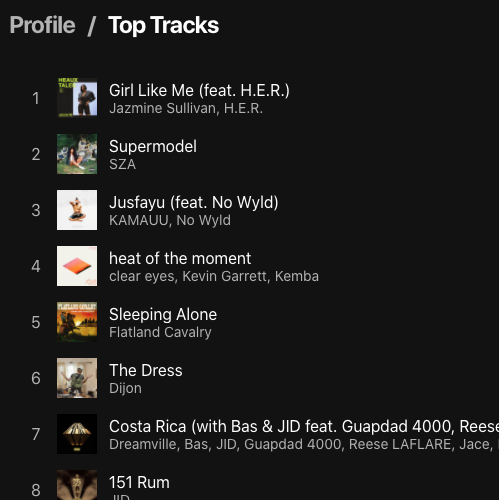 Profile / Top Tracks
1
Girl Like Me (feat. H.E.R.)
Jazmine Sullivan, H.E.R.
2
Supermodel
SZA
3
Jusfayu (feat. No Wyld)
KAMAUU, No Wyld
4
heat of the moment
clear eyes, Kevin Garrett, Kemba
5
Sleeping Alone
Flatland Cavalry
6
The Dress
Dijon
7
Costa Rica (with Bas & JID feat. Guapdad 4000, Reese
Dreamville, Bas, JID, Guapdad 4000, Reese LAFLARE, Jace,
8
151 Rum
JID